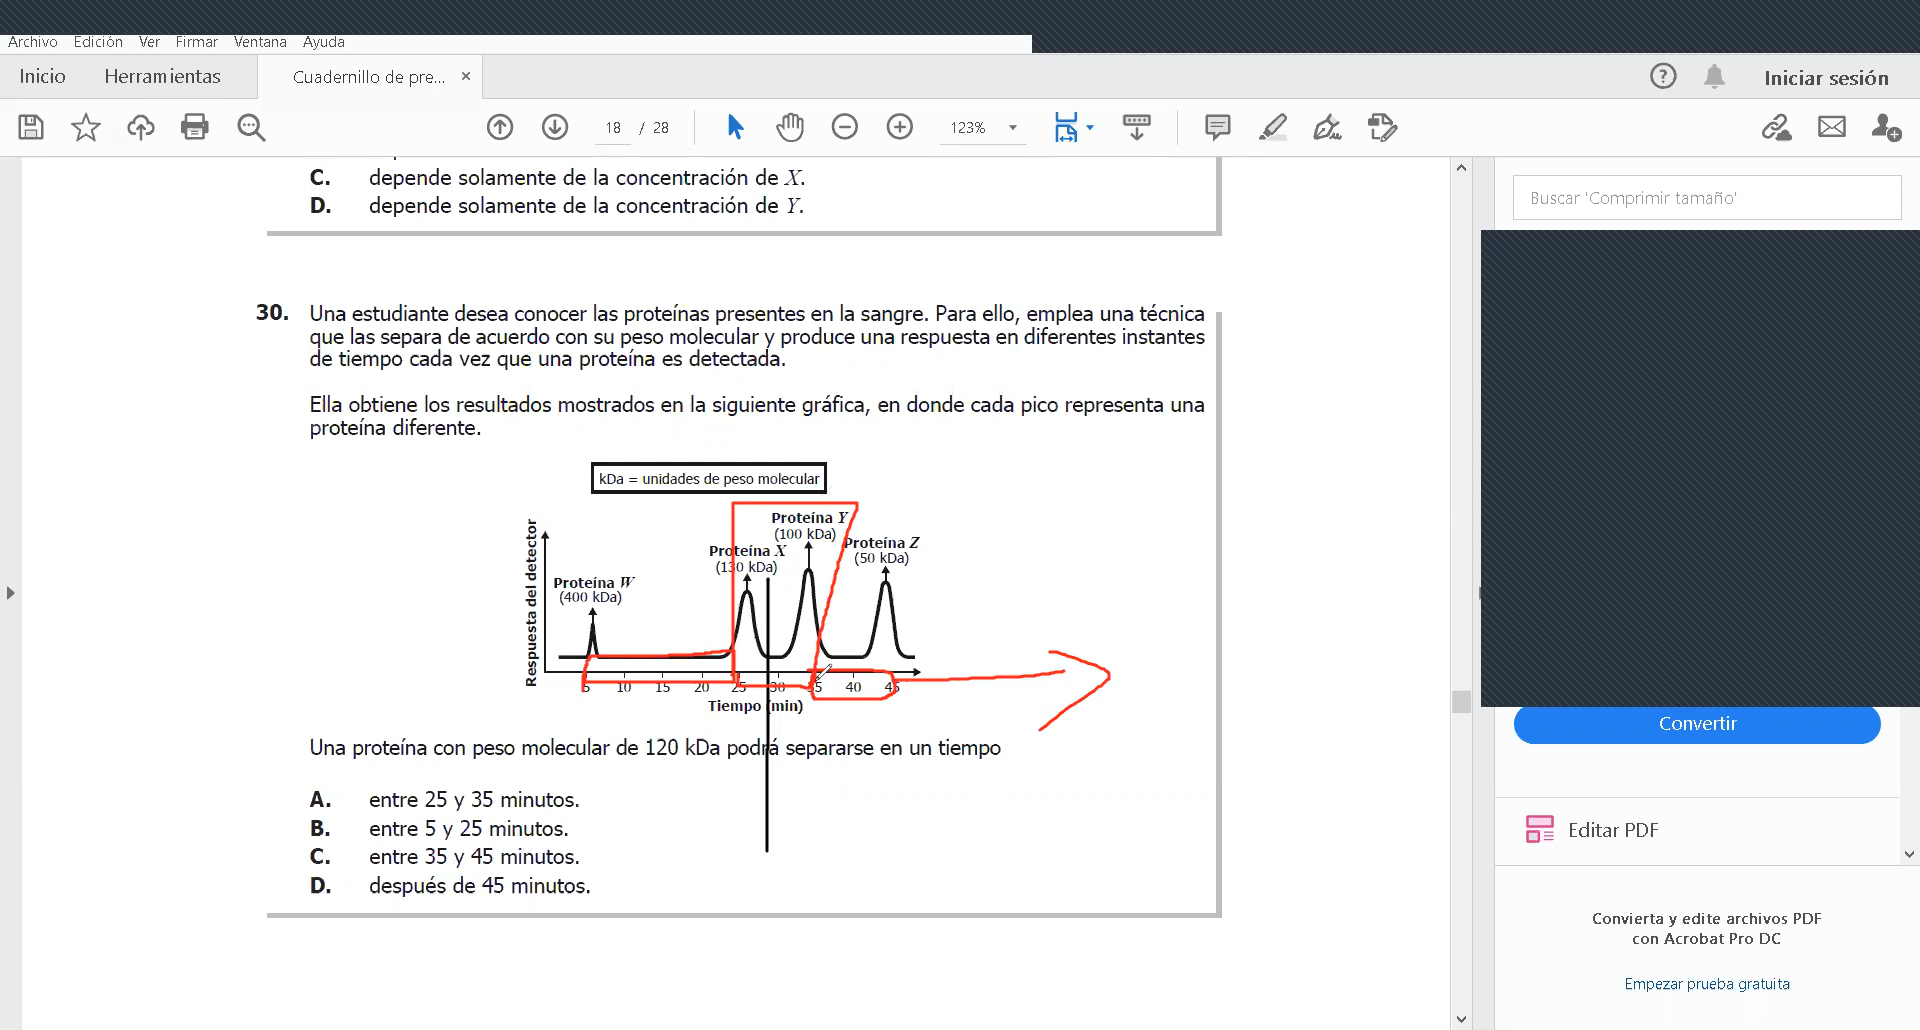 Archivo Edición Ver Firmar Ventana Ayuda
Inicio Herramientas Cuadernillo de pre... × Iniciar sesión
18 / 28 123%
C. depende solamente de la concentración de X.
D. depende solamente de la concentración de Y.
Buscar 'Comprimir tamaño'
30. Una estudiante desea conocer las proteínas presentes en la sangre. Para ello, emplea una técnica
que las separa de acuerdo con su peso molecular y produce una respuesta en diferentes instantes
de tiempo cada vez que una proteína es detectada.
Ella obtiene los resultados mostrados en la siguiente gráfica, en donde cada pico representa una
proteína diferente.
kDa = unidades de peso molecular
Respuesta del detector
Proteína W
(400 kDa)
Proteína X
(130 kDa)
Proteína Y
(100 kDa)
Proteína Z
(50 kDa)
5 10 15 20 25 30 35 40 45
Tiempo (min)
Una proteína con peso molecular de 120 kDa podrá separarse en un tiempo
A. entre 25 y 35 minutos.
B. entre 5 y 25 minutos.
C. entre 35 y 45 minutos.
D. después de 45 minutos.
Convertir
Editar PDF
Convierta y edite archivos PDF
con Acrobat Pro DC
Empezar prueba gratuita